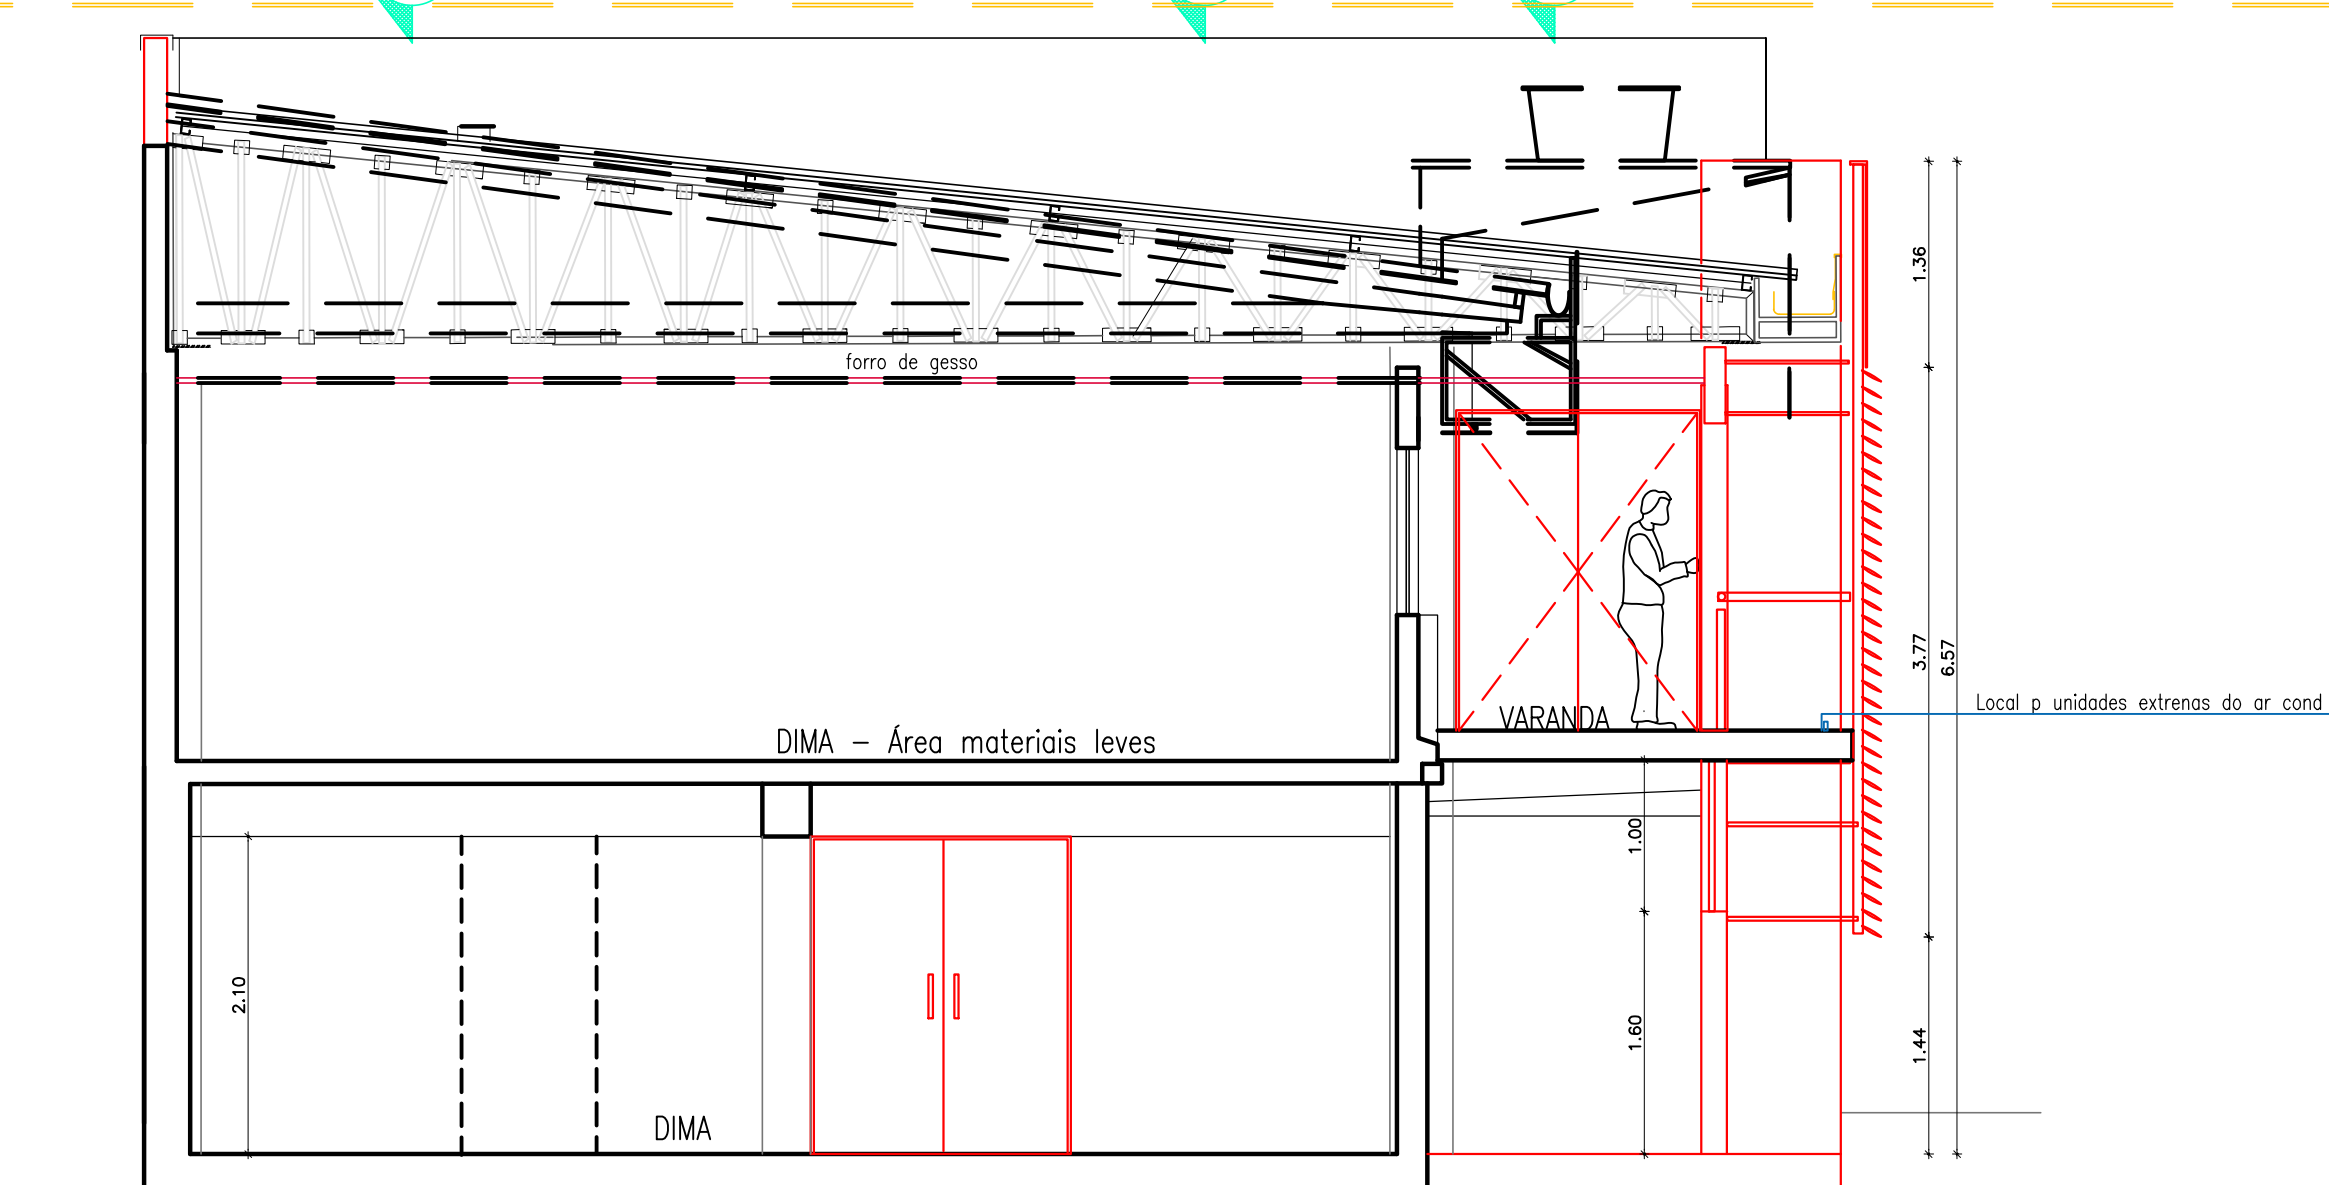 1.36
forro de gesso
3.77
6.57
Local p unidades extrenas do ar cond
VARANDA
DIMA – Área materiais leves
1.00
2.10
1.60
1.44
DIMA